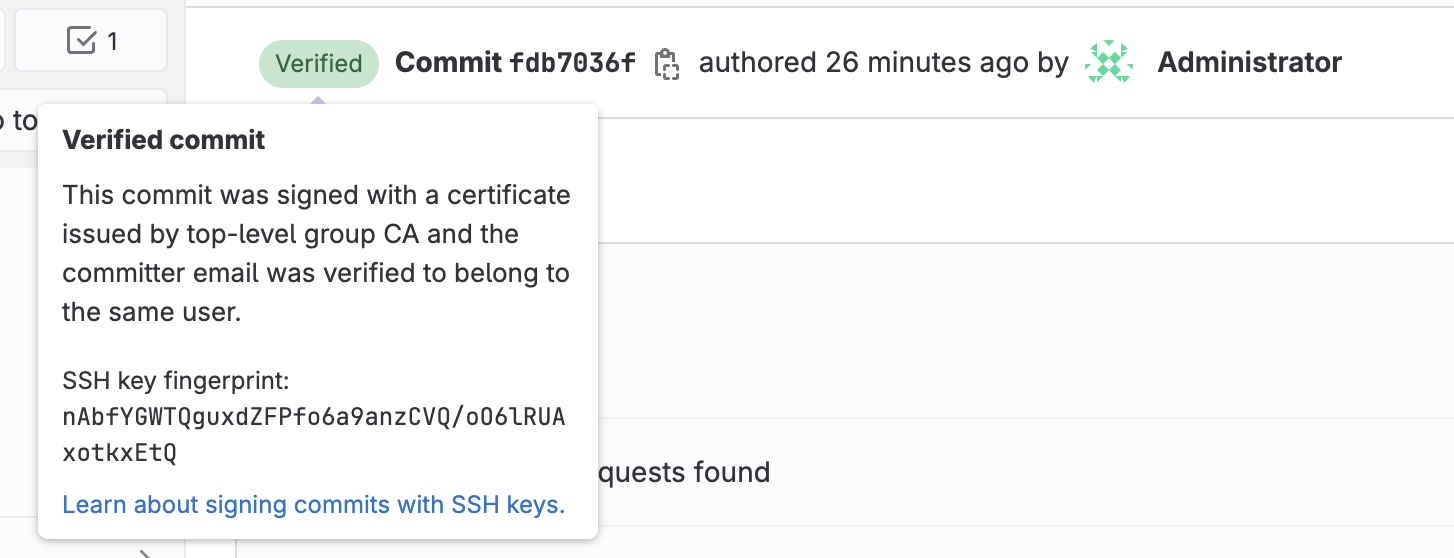 1
Verified Commit fdb7036f authored 26 minutes ago by Administrator
to
Verified commit
This commit was signed with a certificate
issued by top-level group CA and the
committer email was verified to belong to
the same user.
SSH key fingerprint:
nAbfYGWTQguxdZFPfo6a9anzCVQ/oO6lRUA
xotkxEtQ
quests found
Learn about signing commits with SSH keys.